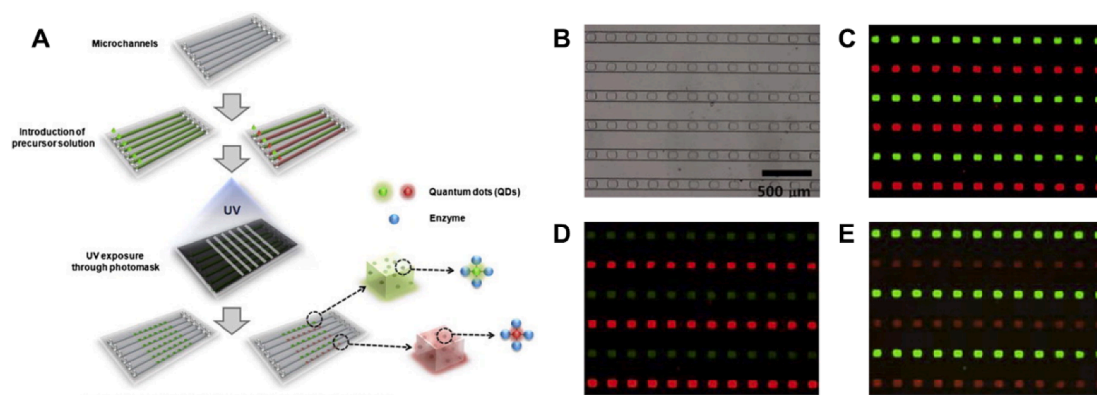 A
Microchannels
Introduction of
precursor solution
UV
Quantum dots (QDs)
Enzyme
UV exposure
through photomask
B
500 μm
C
D
E